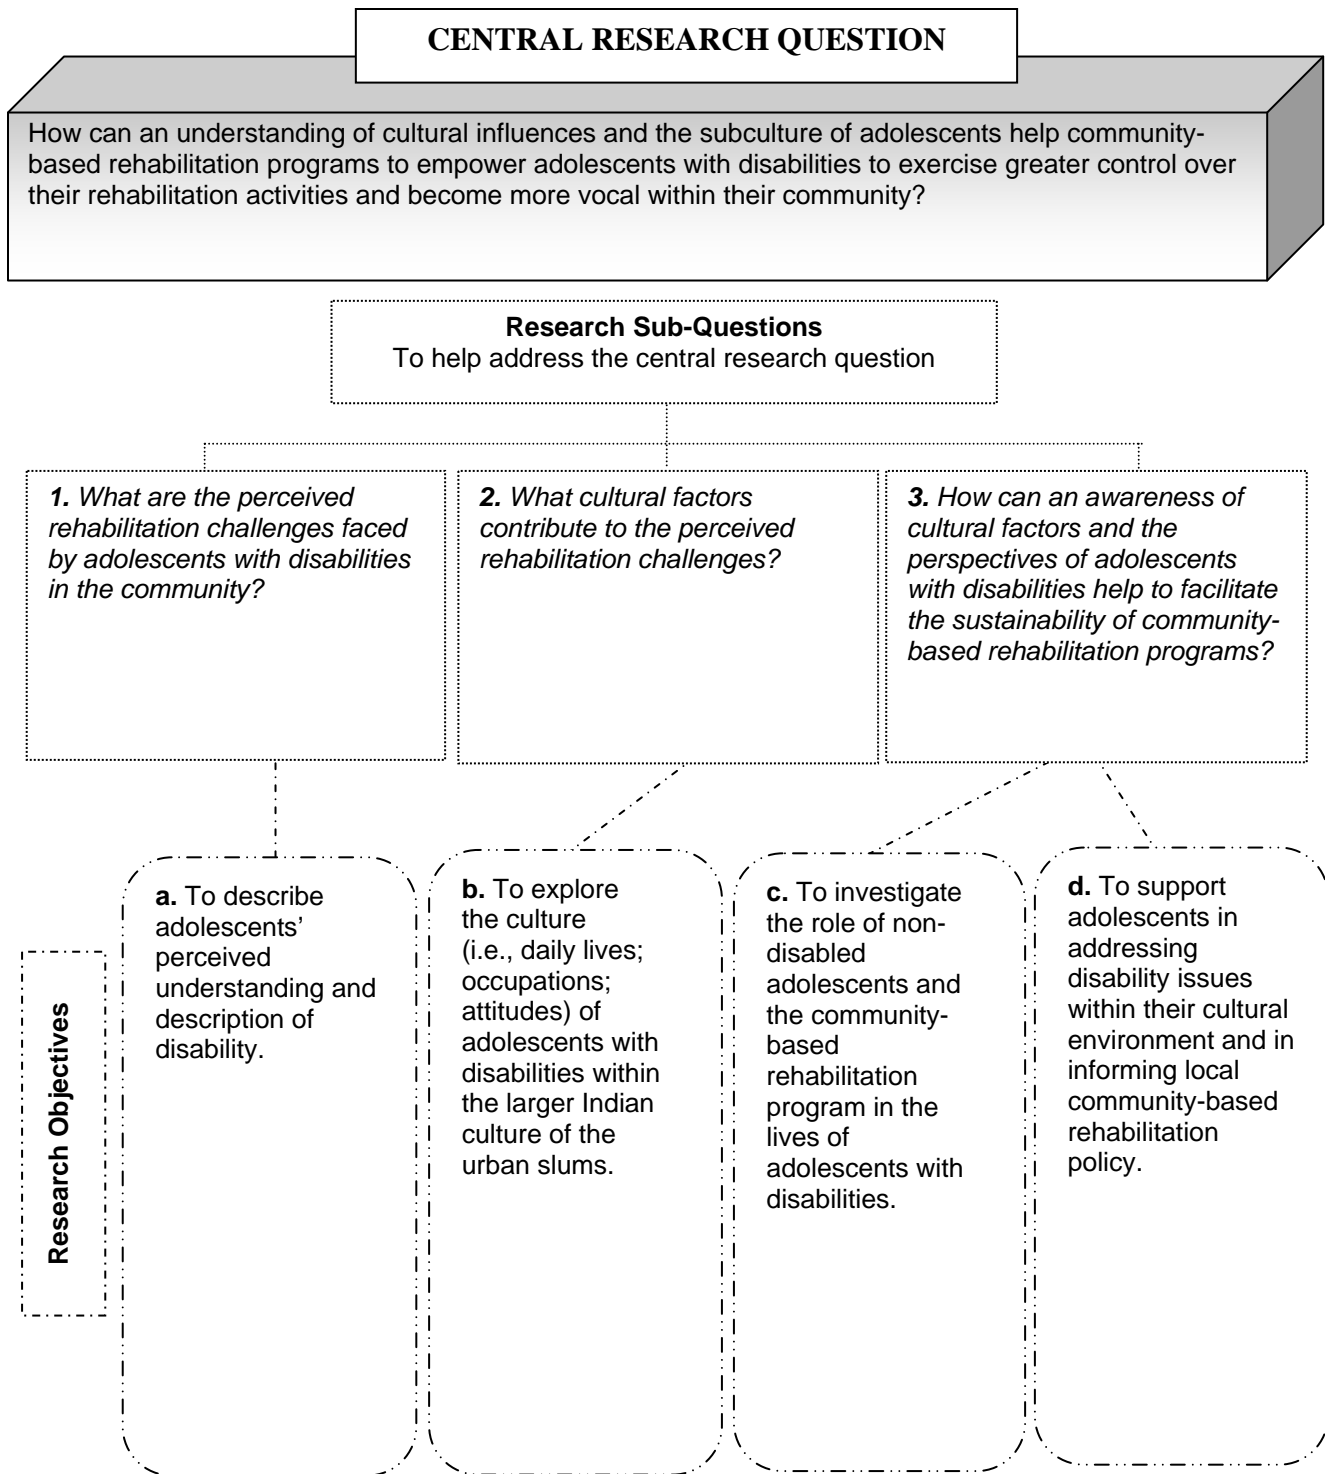 CENTRAL RESEARCH QUESTION
How can an understanding of cultural influences and the subculture of adolescents help community-
based rehabilitation programs to empower adolescents with disabilities to exercise greater control over
their rehabilitation activities and become more vocal within their community?
Research Sub-Questions
To help address the central research question
1. What are the perceived
rehabilitation challenges faced
by adolescents with disabilities
in the community?
2. What cultural factors
contribute to the perceived
rehabilitation challenges?
3. How can an awareness of
cultural factors and the
perspectives of adolescents
with disabilities help to facilitate
the sustainability of community-
based rehabilitation programs?
Research Objectives
a. To describe
adolescents’
perceived
understanding and
description of
disability.
b. To explore
the culture
(i.e., daily lives;
occupations;
attitudes) of
adolescents with
disabilities within
the larger Indian
culture of the
urban slums.
c. To investigate
the role of non-
disabled
adolescents and
the community-
based
rehabilitation
program in the
lives of
adolescents with
disabilities.
d. To support
adolescents in
addressing
disability issues
within their cultural
environment and in
informing local
community-based
rehabilitation
policy.